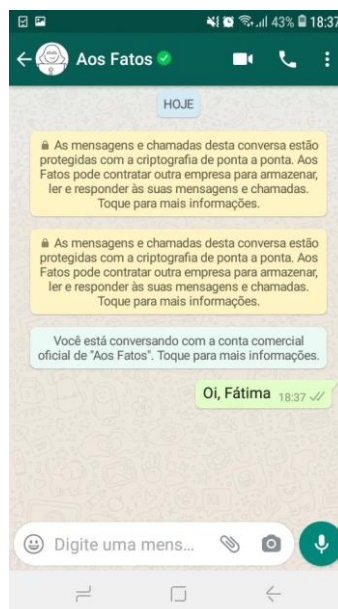 43% 18:37
Aos Fatos
HOJE
As mensagens e chamadas desta conversa estão
protegidas com a criptografia de ponta a ponta. Aos
Fatos pode contratar outra empresa para armazenar,
ler e responder às suas mensagens e chamadas.
Toque para mais informações.
As mensagens e chamadas desta conversa estão
protegidas com a criptografia de ponta a ponta. Aos
Fatos pode contratar outra empresa para armazenar,
ler e responder às suas mensagens e chamadas.
Toque para mais informações.
Você está conversando com a conta comercial
oficial de "Aos Fatos". Toque para mais informações.
Oi, Fátima 18:37
Digite uma mens...